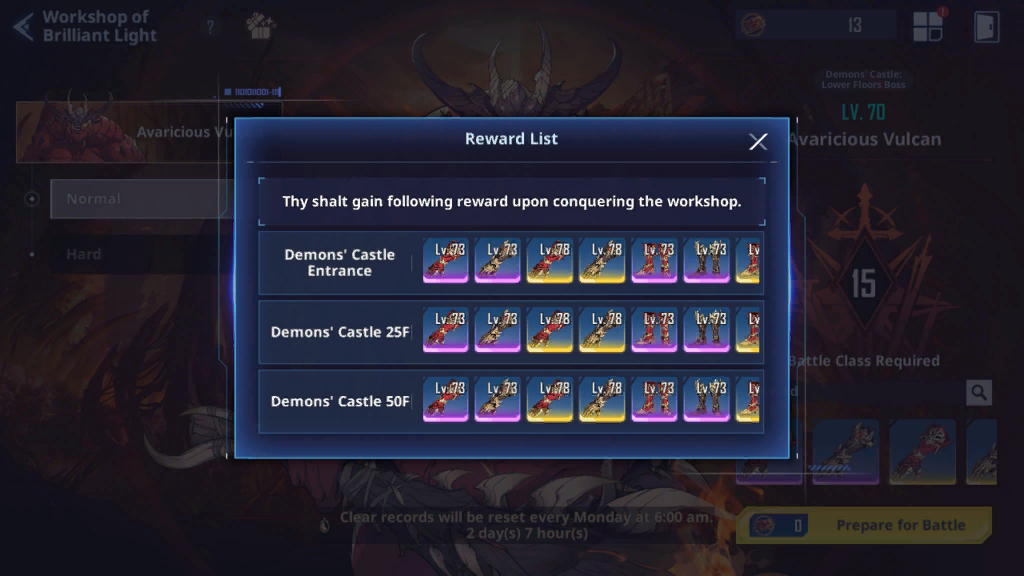 Workshop of
Brilliant Light
?
13
Demons' Castle:
Lower Floors Boss
LV. 70
Avaricious Vulcan
Avaricious Vu
Normal
Hard
Reward List
Thy shalt gain following reward upon conquering the workshop.
Demons' Castle
Entrance
Lv.73 Lv.73 Lv.78 Lv.78 Lv.73 Lv.73 Lv
Demons' Castle 25F
Lv.73 Lv.73 Lv.78 Lv.78 Lv.73 Lv.73 Lv
Demons' Castle 50F
Lv.73 Lv.73 Lv.78 Lv.78 Lv.73 Lv.73 Lv
15
Battle Class Required
Clear records will be reset every Monday at 6:00 am.
2 day(s) 7 hour(s)
0
Prepare for Battle